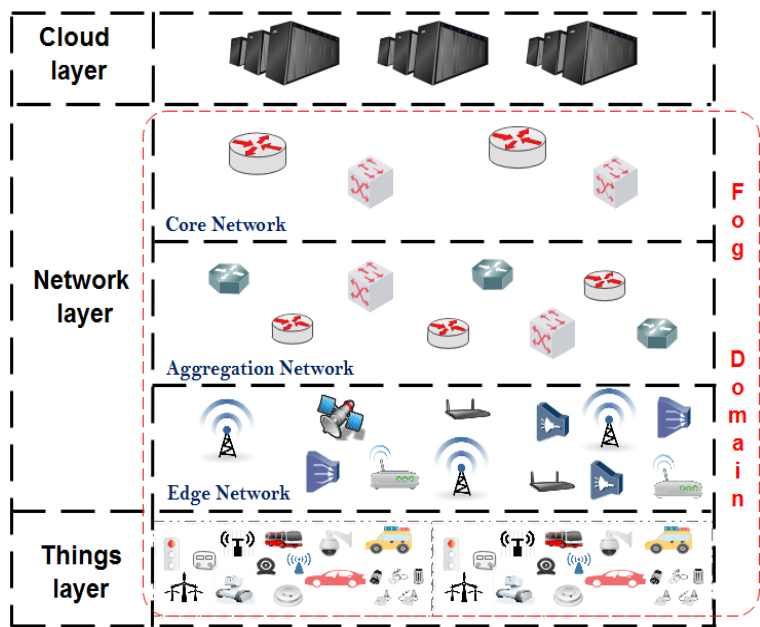 Cloud
layer
Core Network
Network
layer
Aggregation Network
Edge Network
Things
layer
Fog
Domain